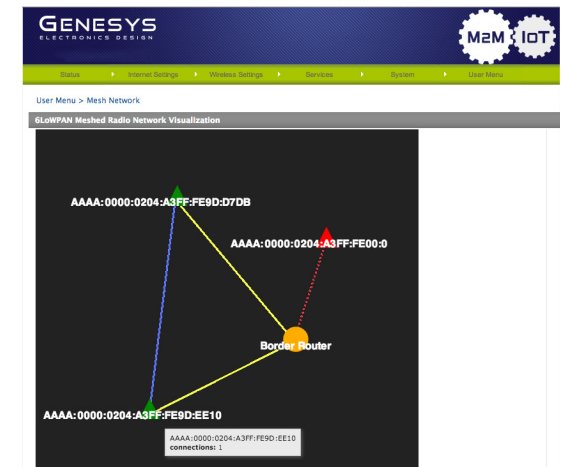 GENESYS
ELECTRONICS DESIGN
M2M IOT
Status Internet Settings Wireless Settings Services System User Menu
User Menu > Mesh Network
6LoWPAN Meshed Radio Network Visualization
AAAA:0000:0204:A3FF:FE9D:D7DB
AAAA:0000:0204:A3FF:FE00:0
Border Router
AAAA:0000:0204:A3FF:FE9D:EE10
AAAA:0000:0204:A3FF:FE9D:EE10
connections: 1